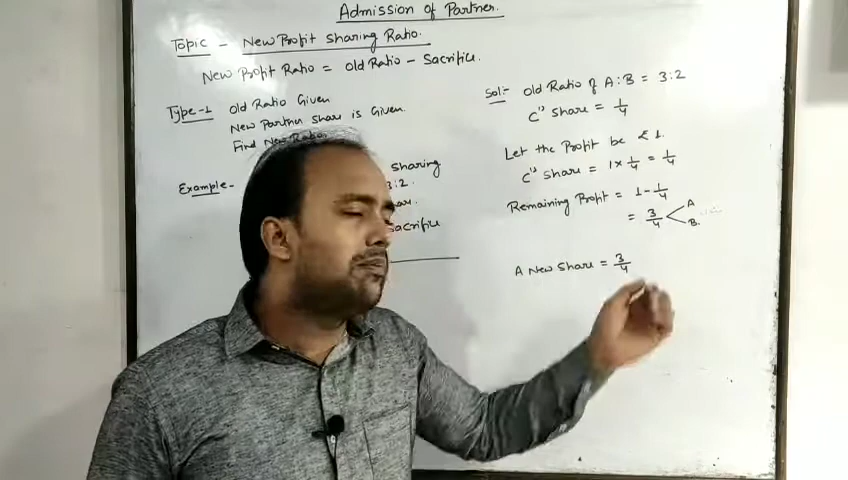 Admission of Partner.
Topic - New Profit sharing Ratio.
New Profit Ratio = old Ratio - Sacrifice.
Type-1 old Ratio Given
New Partner share is Given.
Find New Ratio
Example- sharing
3:2.
sacrifice
Sol:- old Ratio of A:B = 3:2
C's share = 1/4
Let the Profit be ₹ 1.
C's share = 1 × 1/4 = 1/4
Remaining Profit = 1 - 1/4
= 3/4 < A
B.
A New share = 3/4